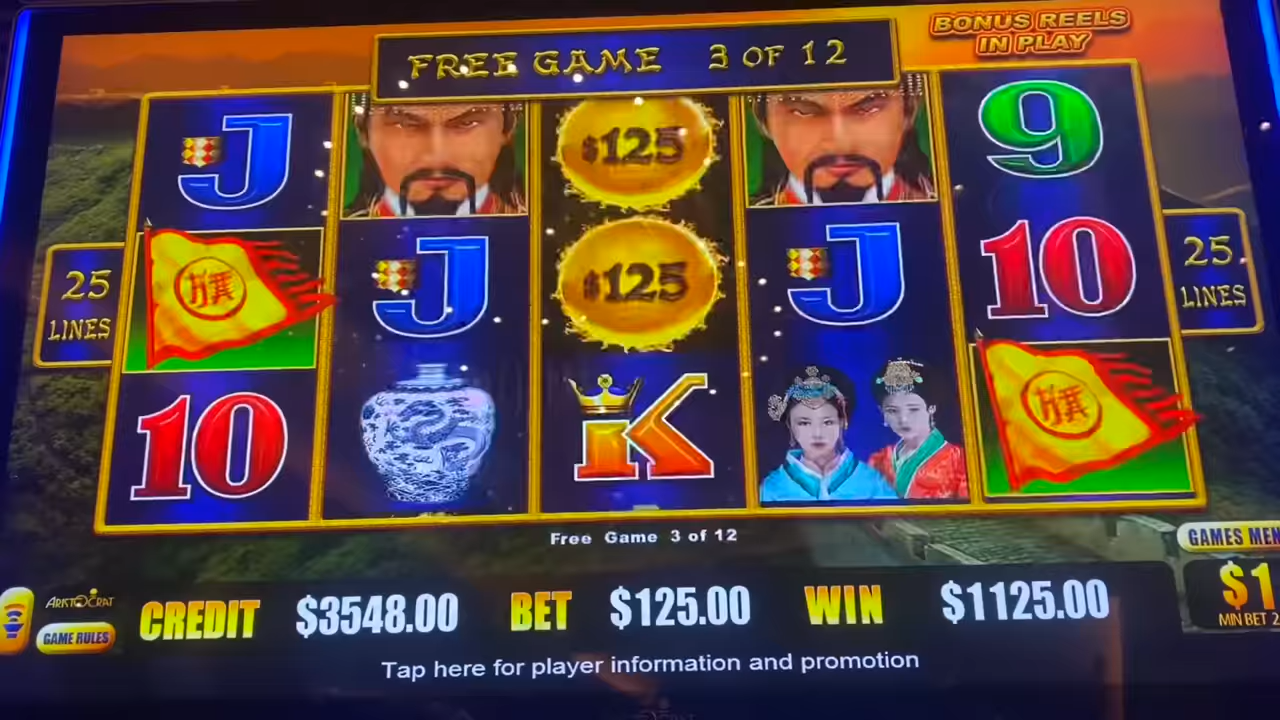 BONUS REELS
IN PLAY
FREE GAME 3 OF 12
J
$125
9
$125
J
J
10
25
LINES
25
LINES
10
K
Free Game 3 of 12
GAMES MEN
ARISTOCRAT
GAME RULES
CREDIT $3548.00 BET $125.00 WIN $1125.00
$1
MIN BET 2
Tap here for player information and promotion